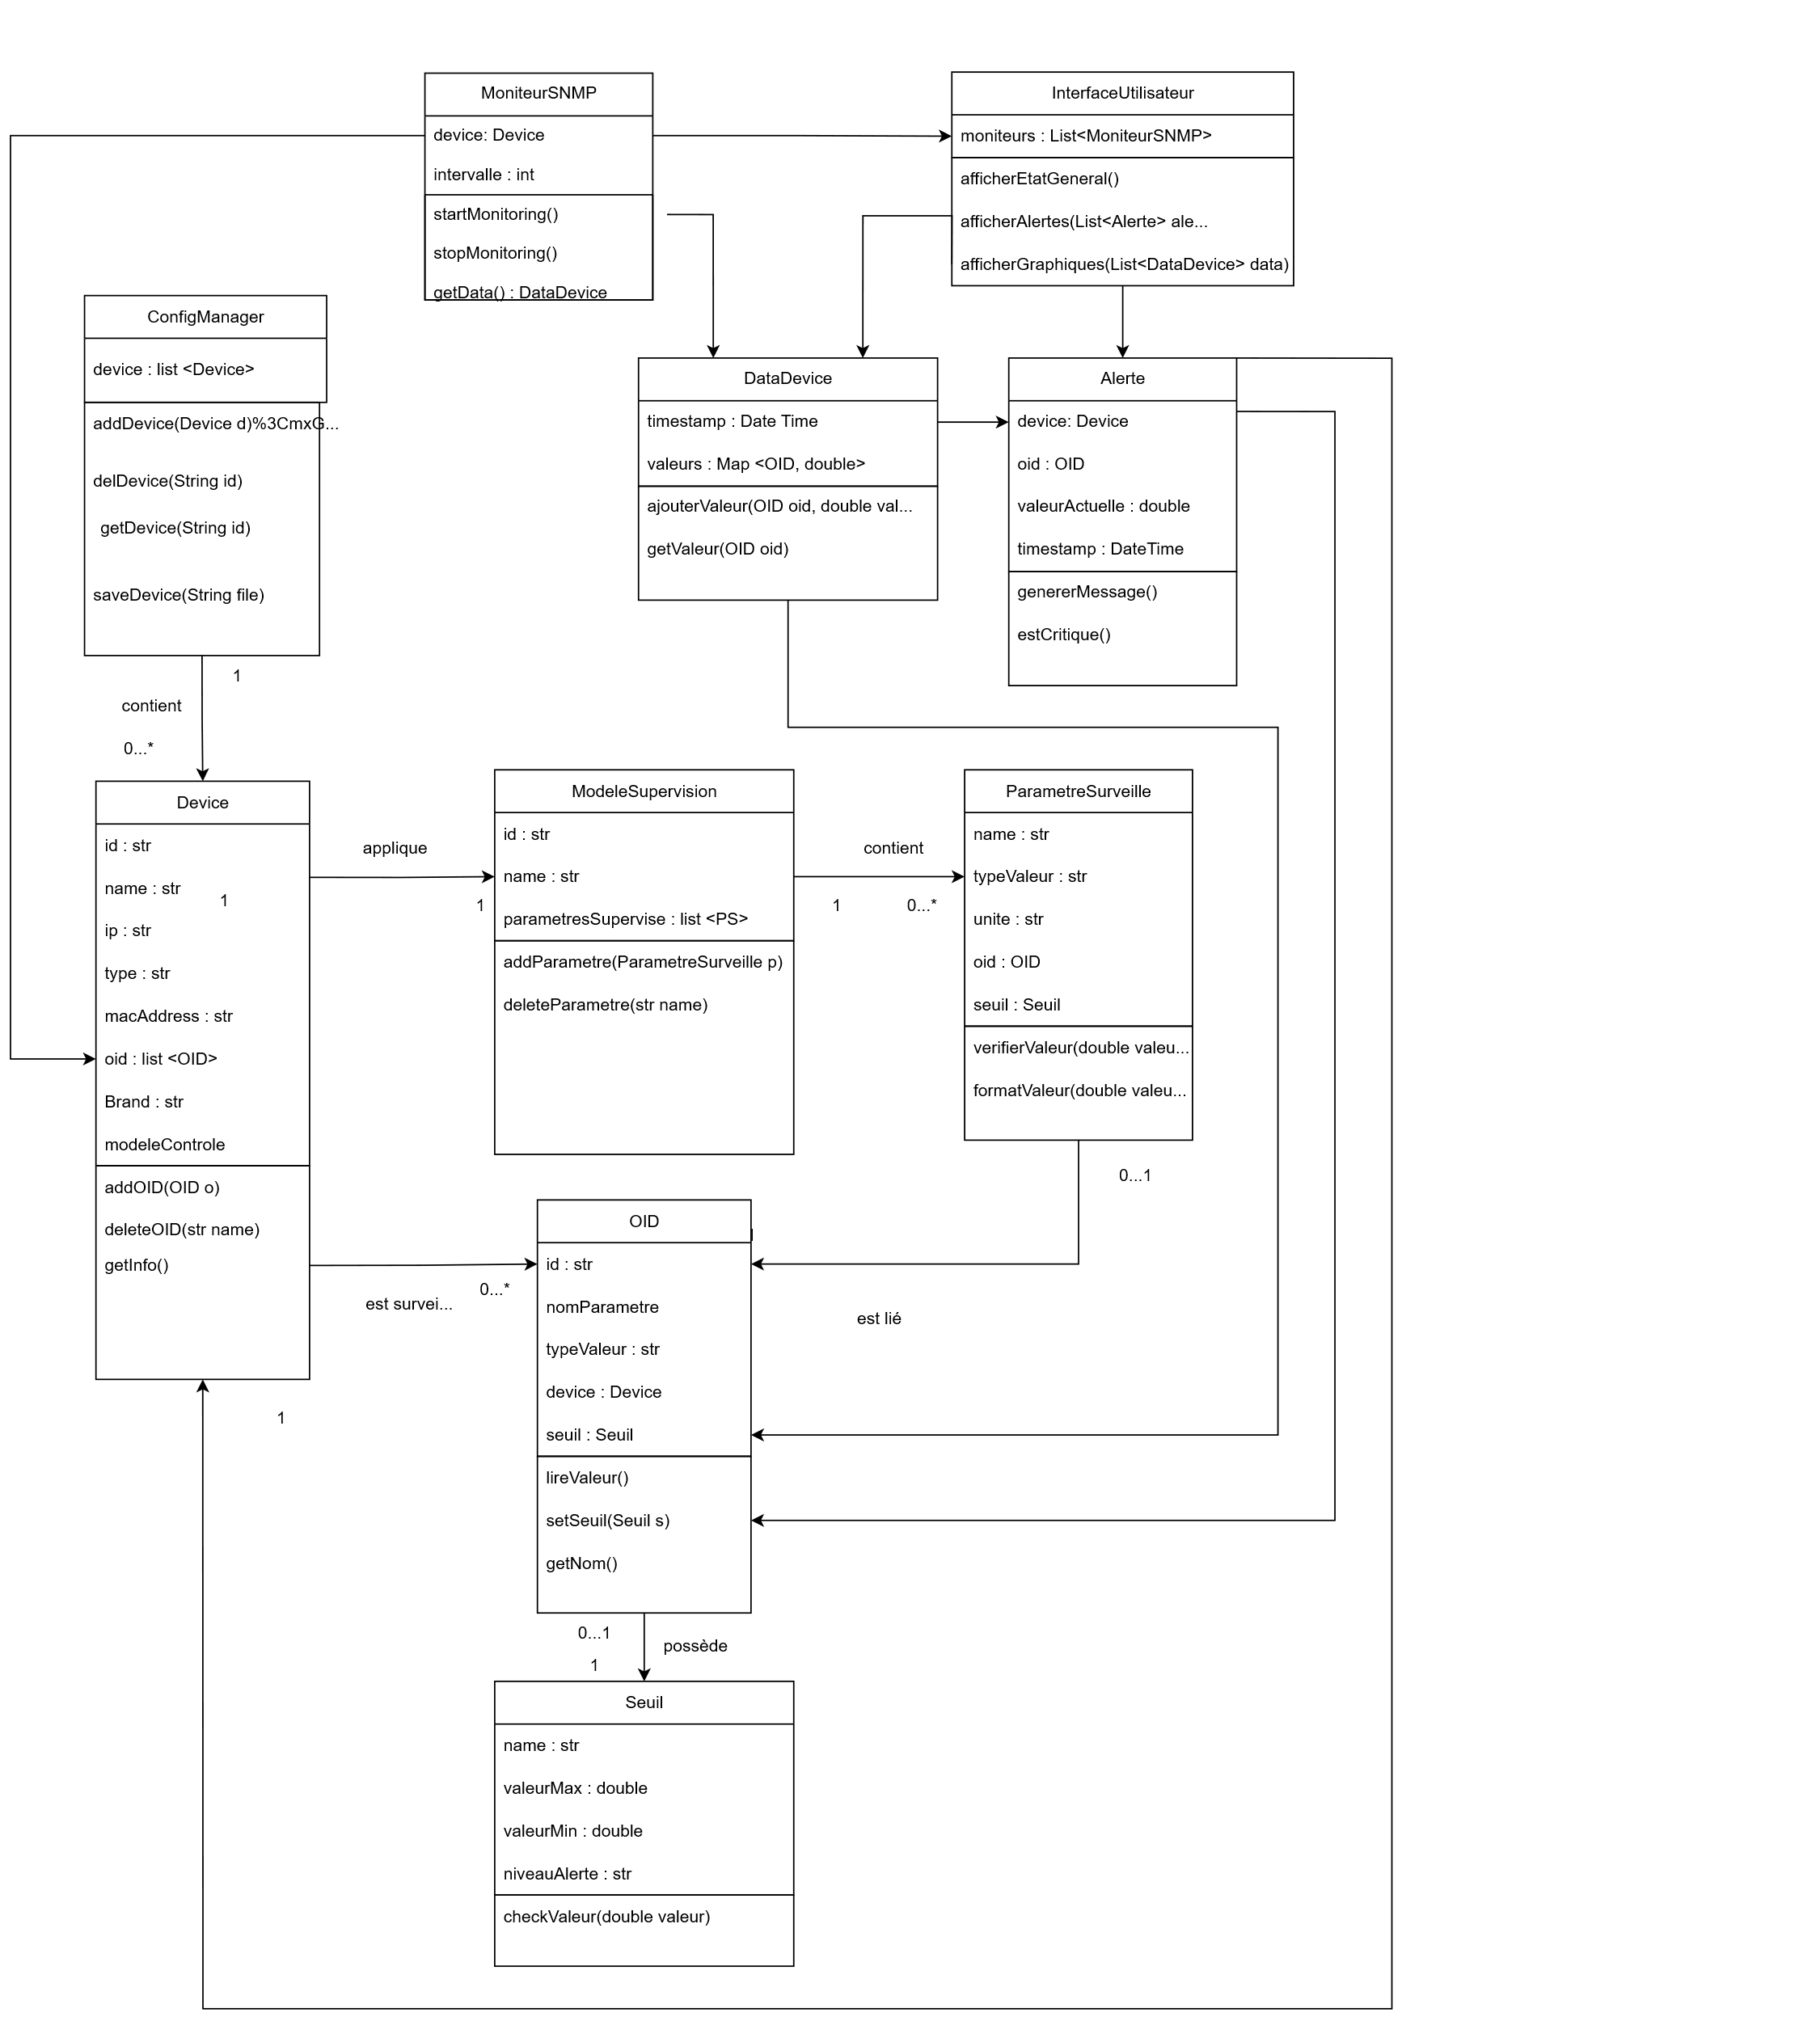 MoniteurSNMP
device: Device
intervalle : int
startMonitoring()
stopMonitoring()
getData() : DataDevice
InterfaceUtilisateur
moniteurs : List<MoniteurSNMP>
afficherEtatGeneral()
afficherAlertes(List<Alerte> ale...
afficherGraphiques(List<DataDevice> data)
ConfigManager
device : list <Device>
addDevice(Device d)%3CmxG...
delDevice(String id)
getDevice(String id)
saveDevice(String file)
DataDevice
timestamp : Date Time
valeurs : Map <OID, double>
ajouterValeur(OID oid, double val...
getValeur(OID oid)
Alerte
device: Device
oid : OID
valeurActuelle : double
timestamp : DateTime
genererMessage()
estCritique()
1
contient
0...*
Device
id : str
name : str
1
ip : str
type : str
macAddress : str
oid : list <OID>
Brand : str
modeleControle
addOID(OID o)
deleteOID(str name)
getInfo()
applique
1
ModeleSupervision
id : str
name : str
parametresSupervise : list <PS>
addParametre(ParametreSurveille p)
deleteParametre(str name)
contient
1
0...*
ParametreSurveille
name : str
typeValeur : str
unite : str
oid : OID
seuil : Seuil
verifierValeur(double valeu...
formatValeur(double valeu...
0...1
est lié
0...*
est survei...
1
OID
id : str
nomParametre
typeValeur : str
device : Device
seuil : Seuil
lireValeur()
setSeuil(Seuil s)
getNom()
0...1
possède
1
Seuil
name : str
valeurMax : double
valeurMin : double
niveauAlerte : str
checkValeur(double valeur)